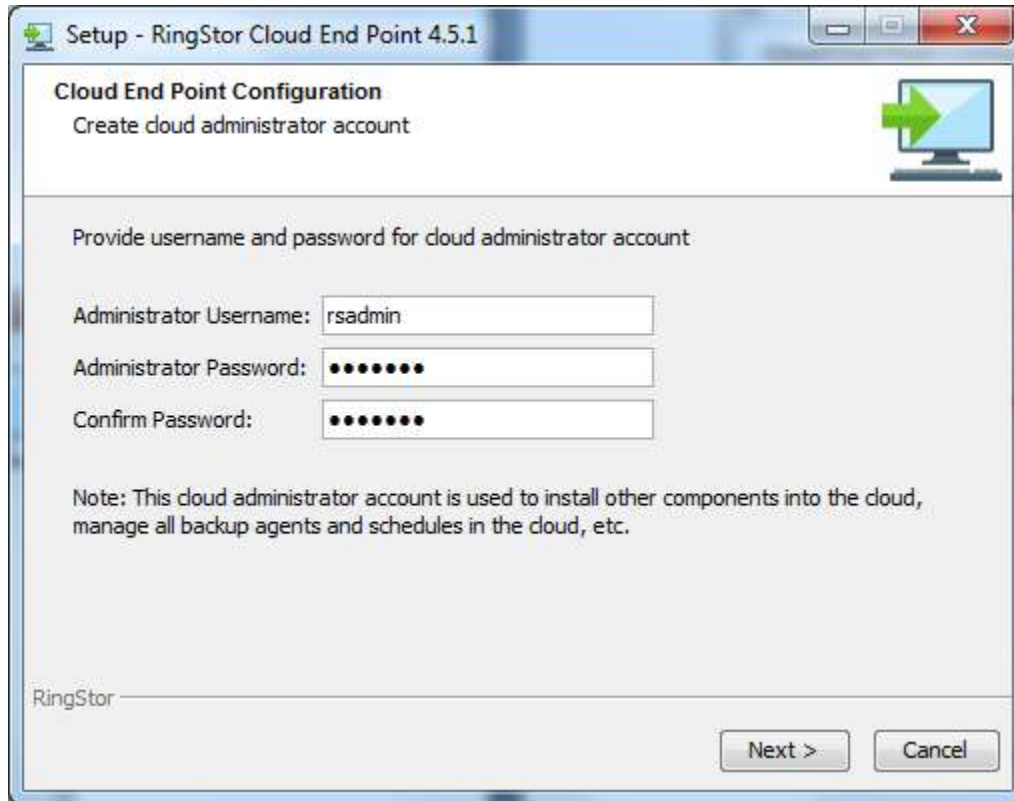 Setup - RingStor Cloud End Point 4.5.1
Cloud End Point Configuration
Create cloud administrator account
Provide username and password for cloud administrator account
Administrator Username: rsadmin
Administrator Password: ●●●●●●●
Confirm Password: ●●●●●●●
Note: This cloud administrator account is used to install other components into the cloud,
manage all backup agents and schedules in the cloud, etc.
RingStor
Next > Cancel